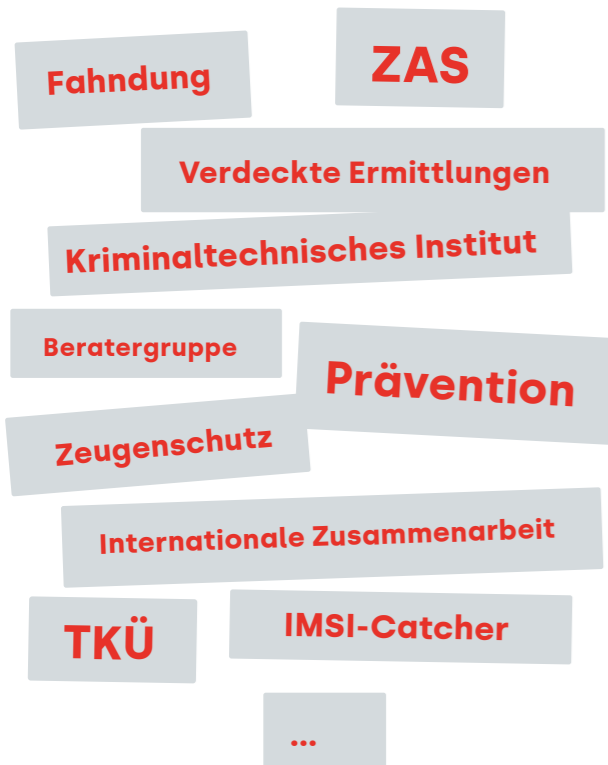 Fahndung
ZAS
Verdeckte Ermittlungen
Kriminaltechnisches Institut
Beratergruppe
Prävention
Zeugenschutz
Internationale Zusammenarbeit
TKÜ
IMSI-Catcher
...